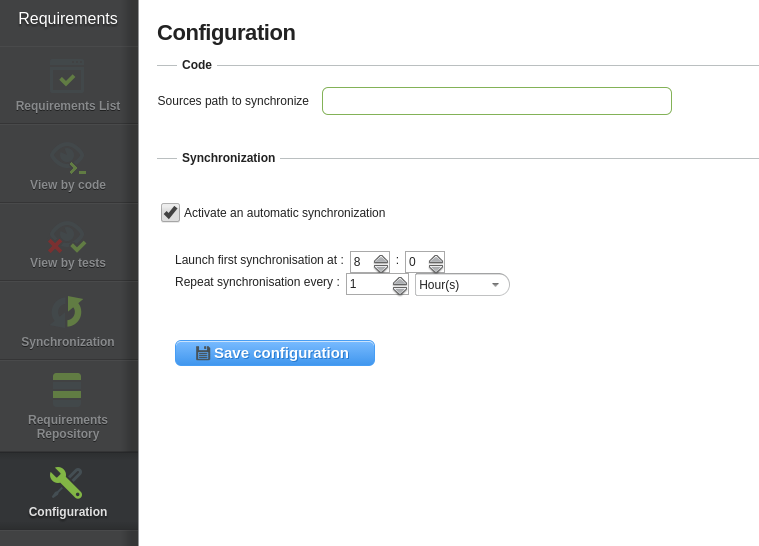 Requirements
Requirements List
View by code
View by tests
Synchronization
Requirements
Repository
Configuration
Configuration
Code
Sources path to synchronize
Synchronization
Activate an automatic synchronization
Launch first synchronisation at : 8 : 0
Repeat synchronisation every : 1 Hour(s)
Save configuration